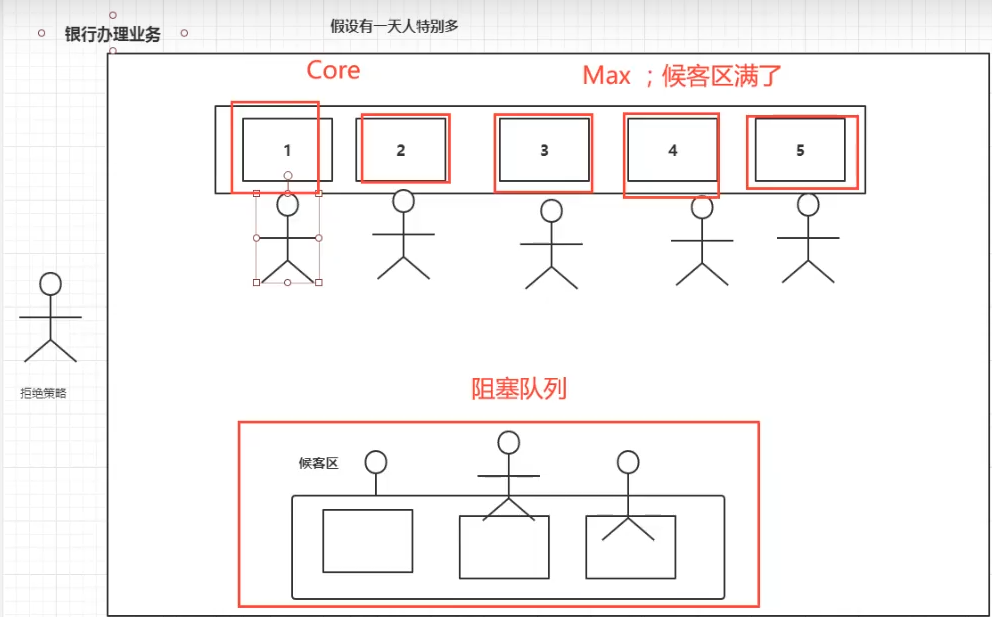 银行办理业务
假设有一天人特别多
Core
Max ；候客区满了
1
2
3
4
5
拒绝策略
阻塞队列
候客区